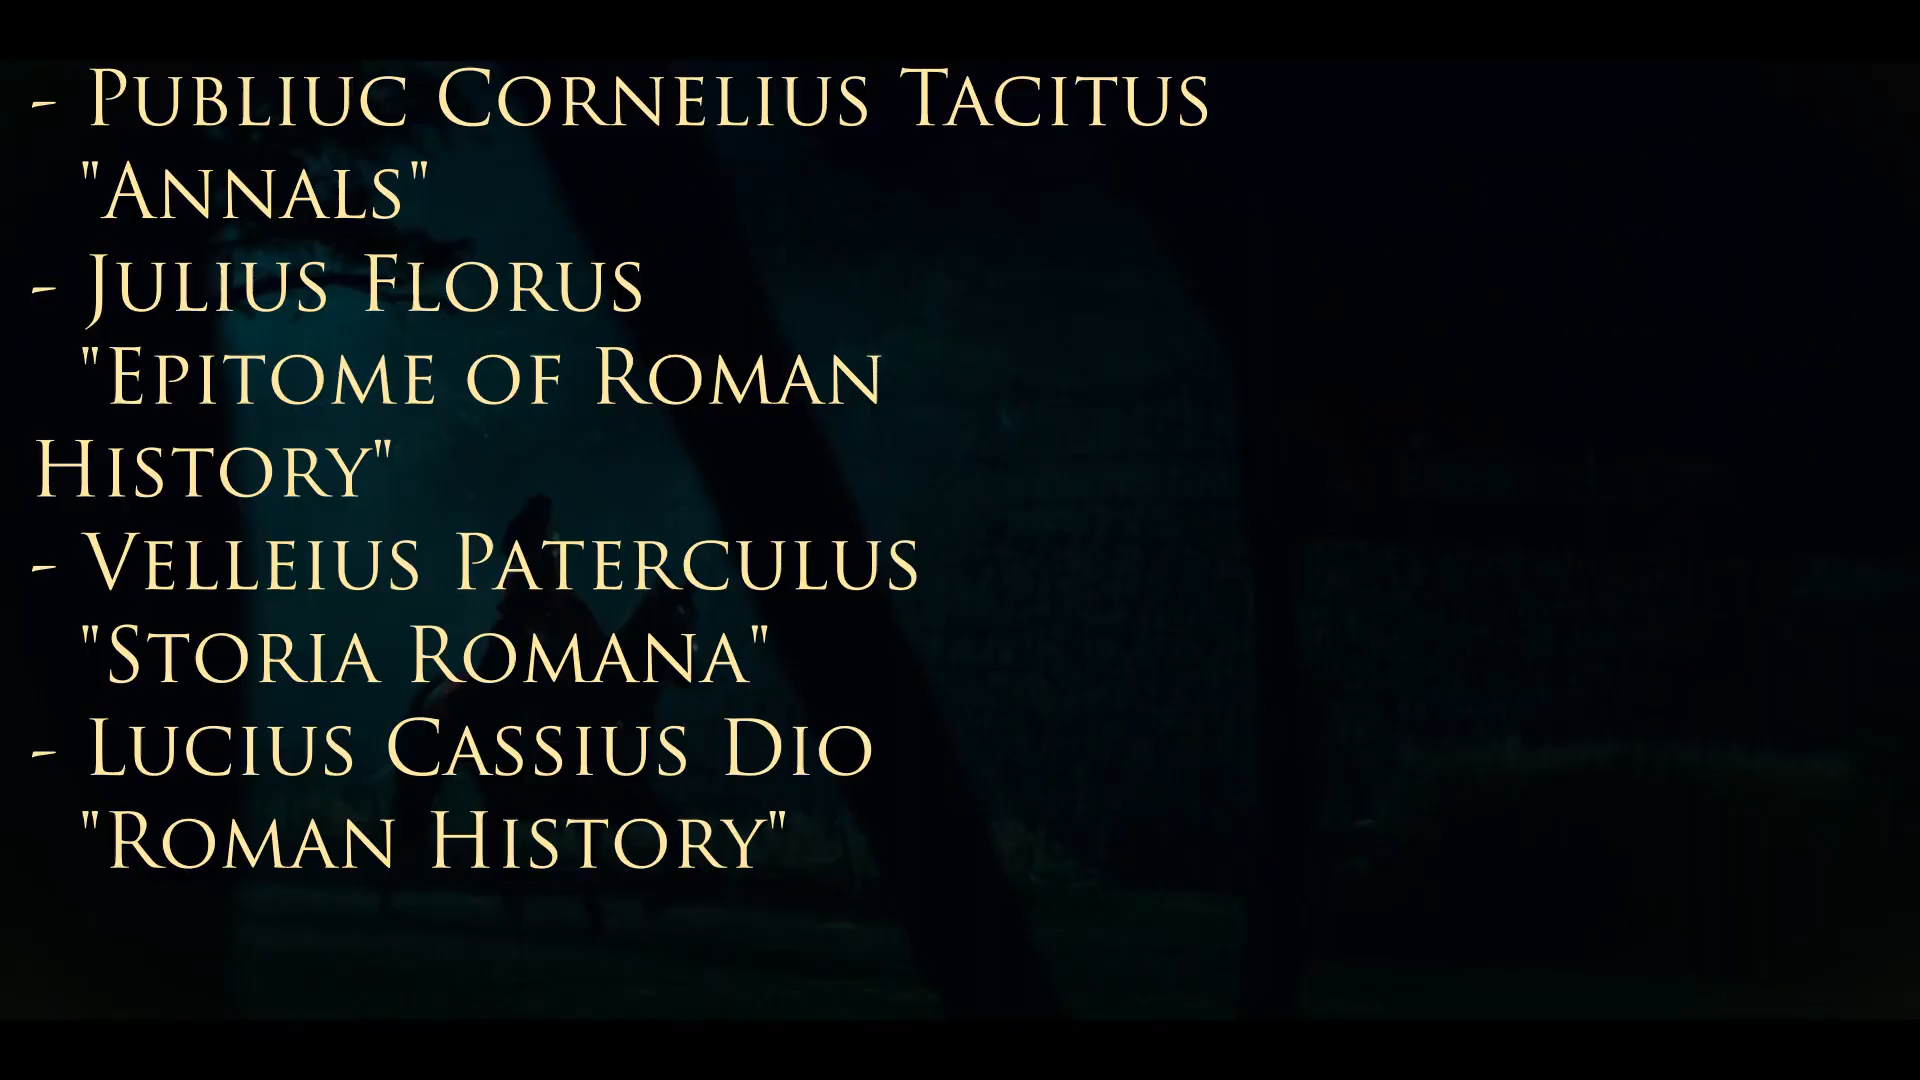 - Publiuc Cornelius Tacitus
"Annals"
- Julius Florus
"Epitome of Roman
History"
- Velleius Paterculus
"Storia Romana"
- Lucius Cassius Dio
"Roman History"